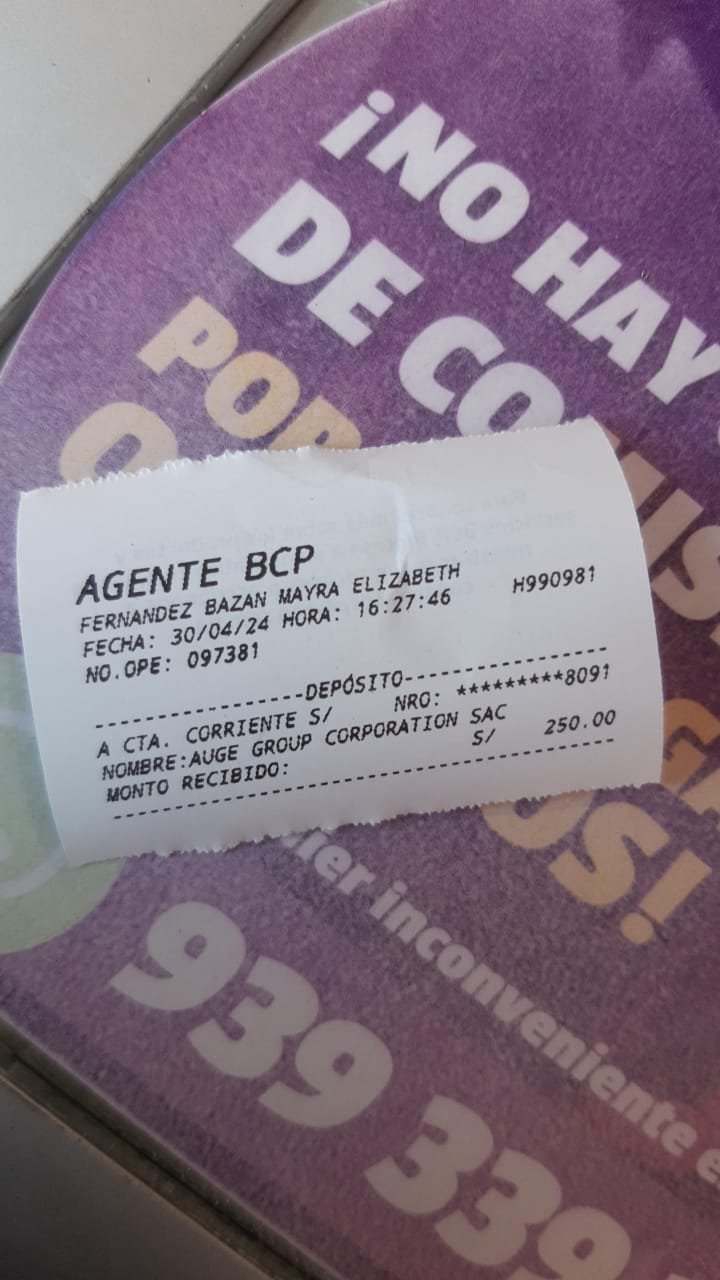 ¡NO HAY
DE COMIS
POR
AGENTE BCP
FERNANDEZ BAZAN MAYRA ELIZABETH
FECHA: 30/04/24 HORA: 16:27:46 H990981
NO.OPE: 097381
------------------DEPÓSITO------------------
A CTA. CORRIENTE S/ NRO: *********8091
NOMBRE:AUGE GROUP CORPORATION SAC
MONTO RECIBIDO: S/ 250.00
OS!
inconveniente
939 339